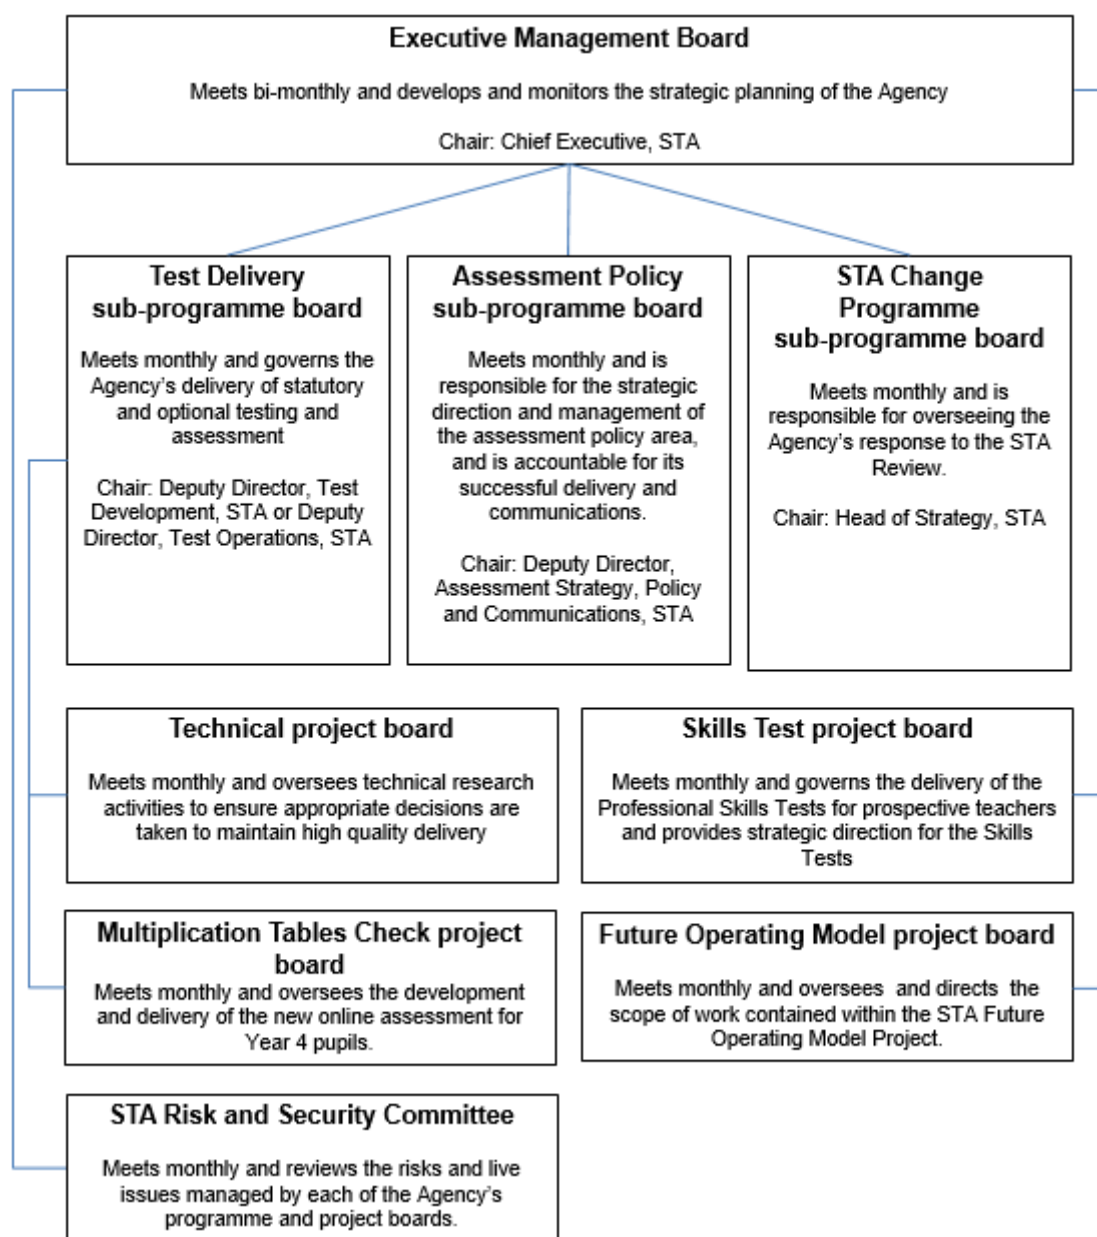 Executive Management Board
Meets bi-monthly and develops and monitors the strategic planning of the Agency
Chair: Chief Executive, STA
Test Delivery
sub-programme board
Meets monthly and governs the
Agency's delivery of statutory
and optional testing and
assessment
Chair: Deputy Director, Test
Development, STA or Deputy
Director, Test Operations, STA
Assessment Policy
sub-programme board
Meets monthly and is
responsible for the strategic
direction and management of
the assessment policy area,
and is accountable for its
successful delivery and
communications.
Chair: Deputy Director,
Assessment Strategy, Policy
and Communications, STA
STA Change
Programme
sub-programme board
Meets monthly and is
responsible for overseeing the
Agency's response to the STA
Review.
Chair: Head of Strategy, STA
Technical project board
Meets monthly and oversees technical research
activities to ensure appropriate decisions are
taken to maintain high quality delivery
Skills Test project board
Meets monthly and governs the delivery of the
Professional Skills Tests for prospective teachers
and provides strategic direction for the Skills
Tests
Multiplication Tables Check project
board
Meets monthly and oversees the development
and delivery of the new online assessment for
Year 4 pupils.
Future Operating Model project board
Meets monthly and oversees and directs the
scope of work contained within the STA Future
Operating Model Project.
STA Risk and Security Committee
Meets monthly and reviews the risks and live
issues managed by each of the Agency's
programme and project boards.